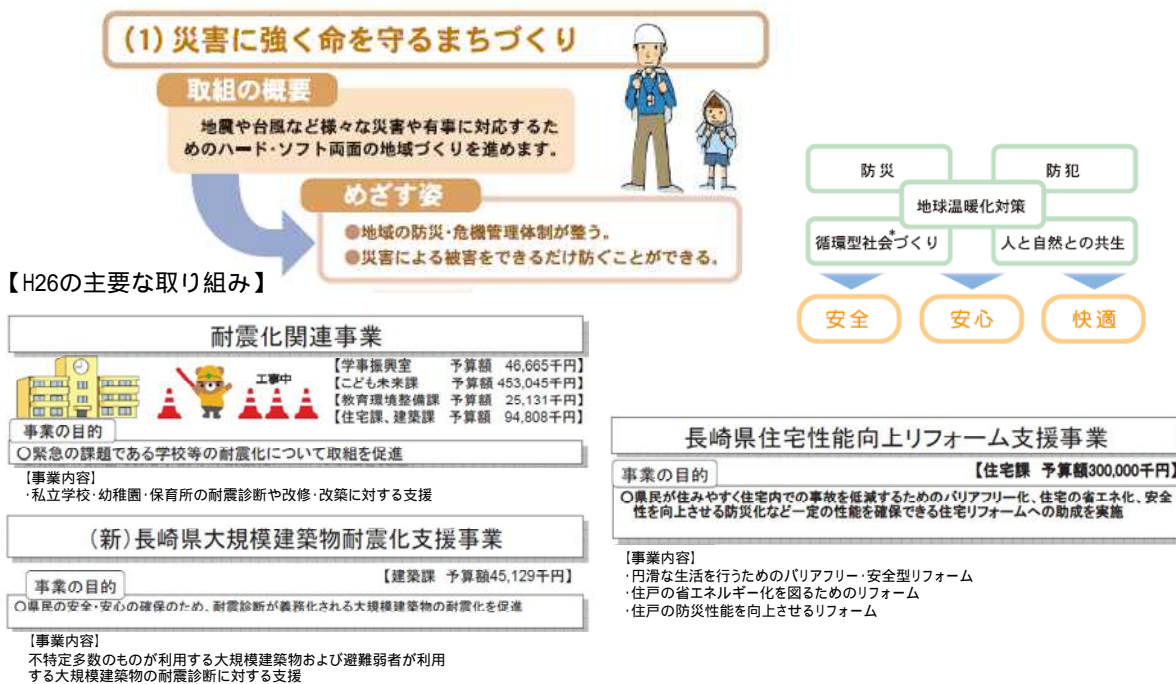 (1)災害に強く命を守るまちづくり
取組の概要
地震や台風など様々な災害や有事に対応するた
めのハード・ソフト両面の地域づくりを進めます。
めざす姿
●地域の防災・危機管理体制が整う。
●災害による被害をできるだけ防ぐことができる。
防災
防犯
地球温暖化対策
循環型社会*づくり
人と自然との共生
安全
安心
快適
【H26の主要な取り組み】
耐震化関連事業
工事中
【学事振興室 予算額 46,665千円】
【こども未来課 予算額 453,045千円】
【教育環境整備課 予算額 25,131千円】
【住宅課、建築課 予算額 94,808千円】
事業の目的
○緊急の課題である学校等の耐震化について取組を促進
【事業内容】
・私立学校・幼稚園・保育所の耐震診断や改修・改築に対する支援
(新)長崎県大規模建築物耐震化支援事業
【建築課 予算額45,129千円】
事業の目的
○県民の安全・安心の確保のため、耐震診断が義務化される大規模建築物の耐震化を促進
【事業内容】
不特定多数のものが利用する大規模建築物および避難弱者が利用
する大規模建築物の耐震診断に対する支援
長崎県住宅性能向上リフォーム支援事業
【住宅課 予算額300,000千円】
事業の目的
○県民が住みやすく住宅内での事故を低減するためのバリアフリー化、住宅の省エネ化、安全
性を向上させる防災化など一定の性能を確保できる住宅リフォームへの助成を実施
【事業内容】
・円滑な生活を行うためのバリアフリー・安全型リフォーム
・住戸の省エネルギー化を図るためのリフォーム
・住戸の防災性能を向上させるリフォーム